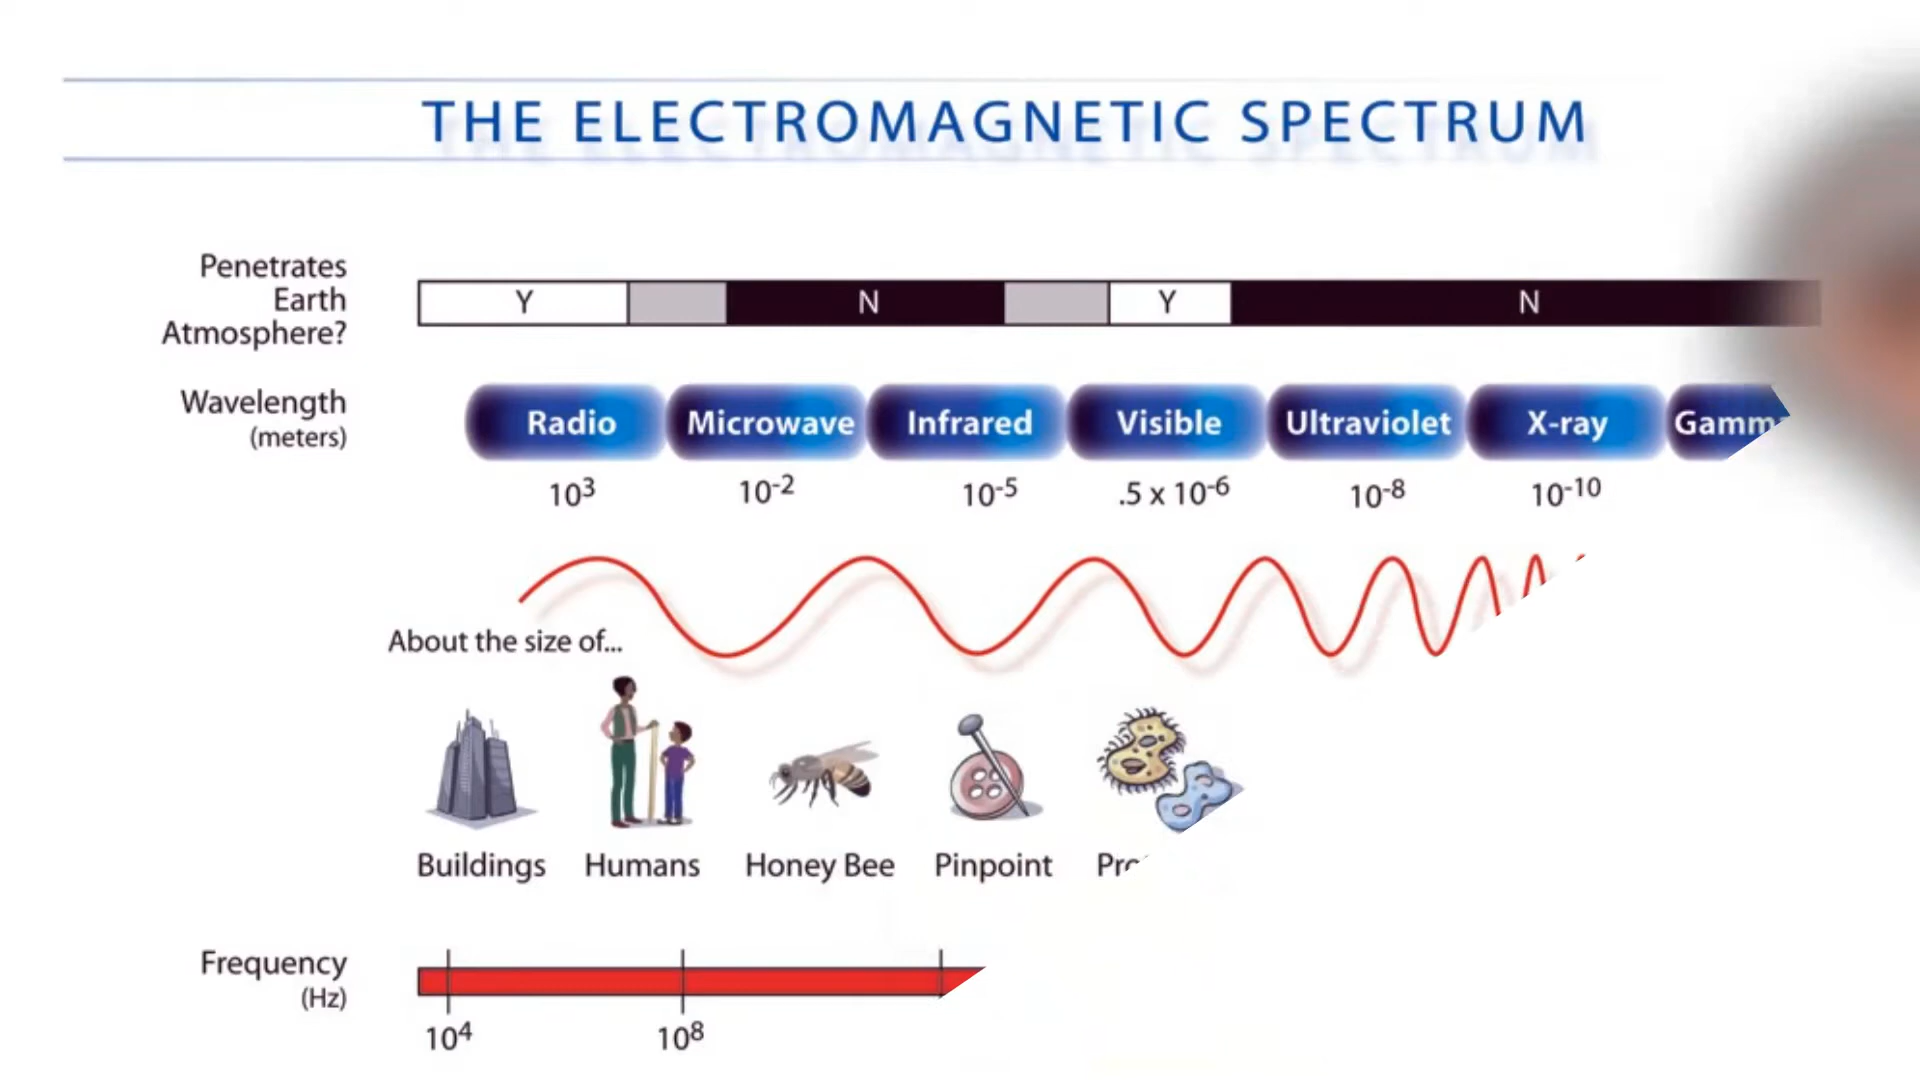 THE ELECTROMAGNETIC SPECTRUM
Penetrates
Earth
Atmosphere?
Y N Y N
Wavelength
(meters)
Radio Microwave Infrared Visible Ultraviolet X-ray
10³ 10⁻² 10⁻⁵ .5 x 10⁻⁶ 10⁻⁸ 10⁻¹⁰
About the size of...
Buildings Humans Honey Bee Pinpoint
Frequency
(Hz)
10⁴ 10⁸